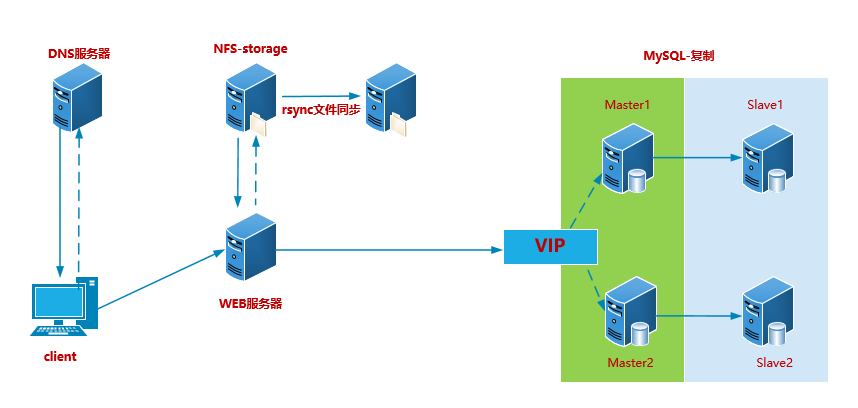 DNS服务器
NFS-storage
MySQL-复制
rsync文件同步
Master1
Slave1
VIP
WEB服务器
client
Master2
Slave2